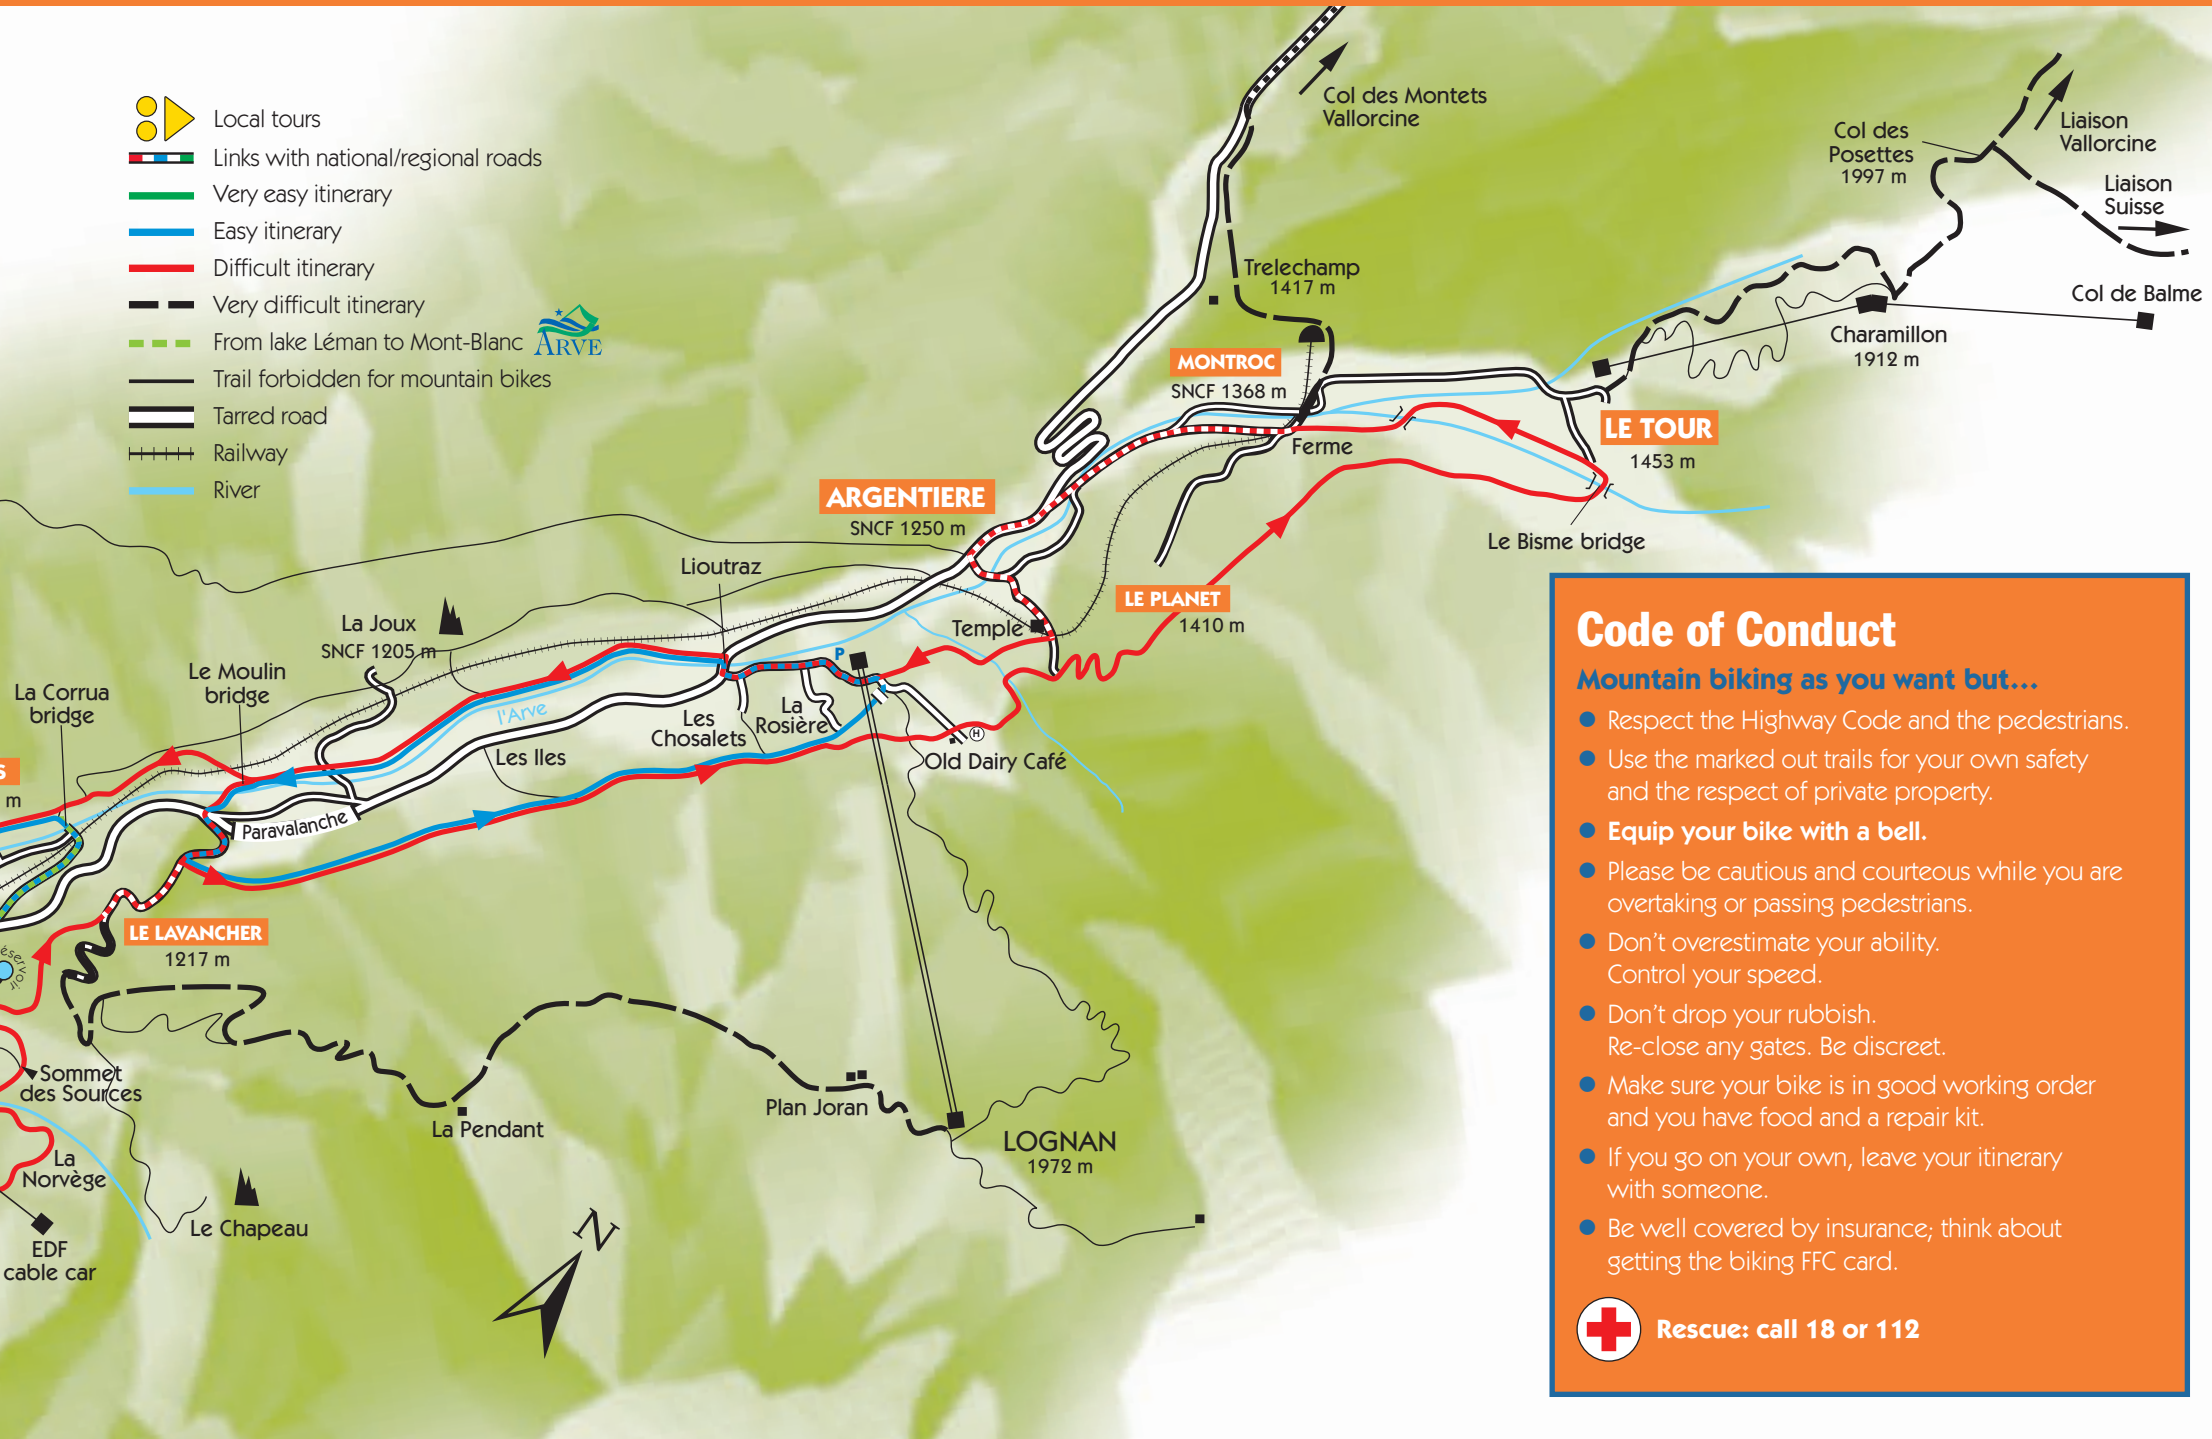 Local tours
Links with national/regional roads
Very easy itinerary
Easy itinerary
Difficult itinerary
Very difficult itinerary
From lake Léman to Mont-Blanc
ARVE
Trail forbidden for mountain bikes
Tarred road
Railway
River
Col des Montets
Vallorcine
Col des
Posettes
1997 m
Liaison
Vallorcine
Liaison
Suisse
Col de Balme
Charamillon
1912 m
Trelechamp
1417 m
MONTROC
SNCF 1368 m
Ferme
LE TOUR
1453 m
Le Bisme bridge
ARGENTIERE
SNCF 1250 m
Lioutraz
LE PLANET
1410 m
Temple
P
La Joux
SNCF 1205 m
Le Moulin
bridge
La Corrua
bridge
S
m
l'Arve
Les
Chosalets
La
Rosière
Les Iles
H
Old Dairy Café
Paravalanche
LE LAVANCHER
1217 m
éservoir
Sommet
des Sources
La
Norvège
EDF
cable car
Le Chapeau
La Pendant
Plan Joran
LOGNAN
1972 m
N
Code of Conduct
Mountain biking as you want but...
● Respect the Highway Code and the pedestrians.
● Use the marked out trails for your own safety
and the respect of private property.
● Equip your bike with a bell.
● Please be cautious and courteous while you are
overtaking or passing pedestrians.
● Don't overestimate your ability.
Control your speed.
● Don't drop your rubbish.
Re-close any gates. Be discreet.
● Make sure your bike is in good working order
and you have food and a repair kit.
● If you go on your own, leave your itinerary
with someone.
● Be well covered by insurance; think about
getting the biking FFC card.
Rescue: call 18 or 112